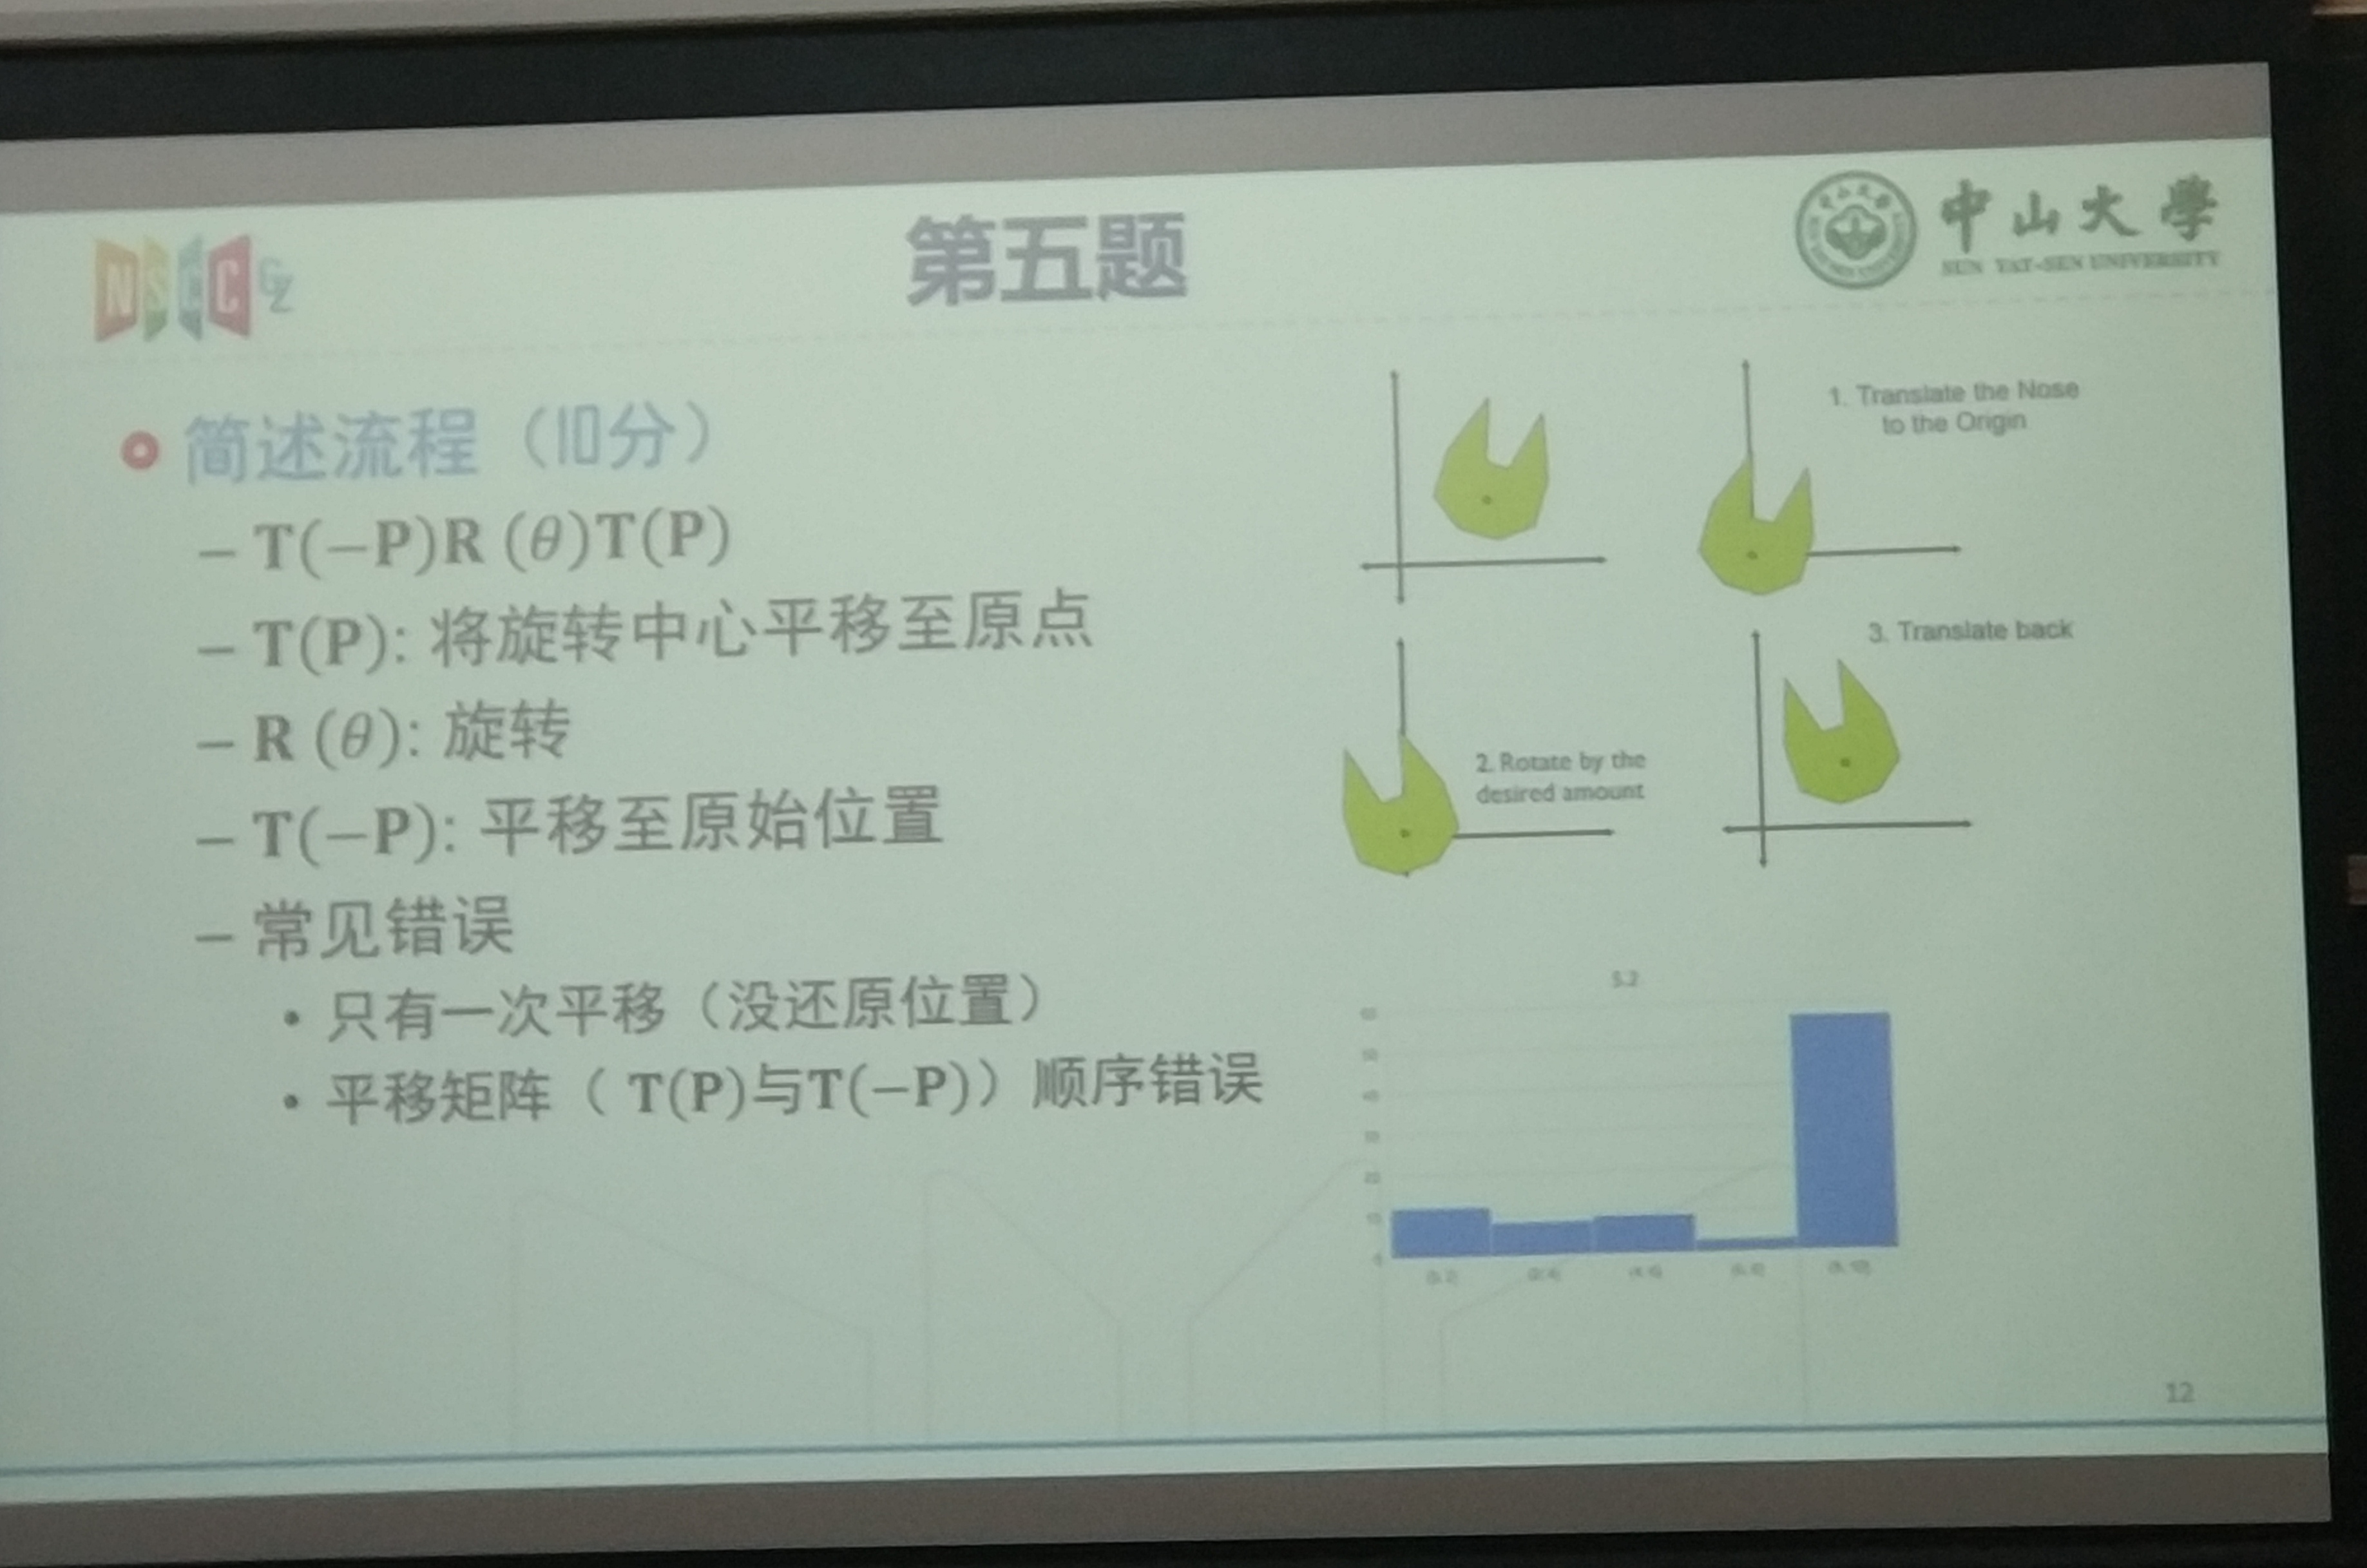 NSCC GZ
第五题
中山大學
SUN YAT-SEN UNIVERSITY
简述流程（10分）
– T(−P)R (θ)T(P)
– T(P): 将旋转中心平移至原点
– R (θ): 旋转
– T(−P): 平移至原始位置
– 常见错误
• 只有一次平移（没还原位置）
• 平移矩阵（ T(P)与T(−P)）顺序错误
1. Translate the Nose
to the Origin
2. Rotate by the
desired amount
3. Translate back
5.2
12